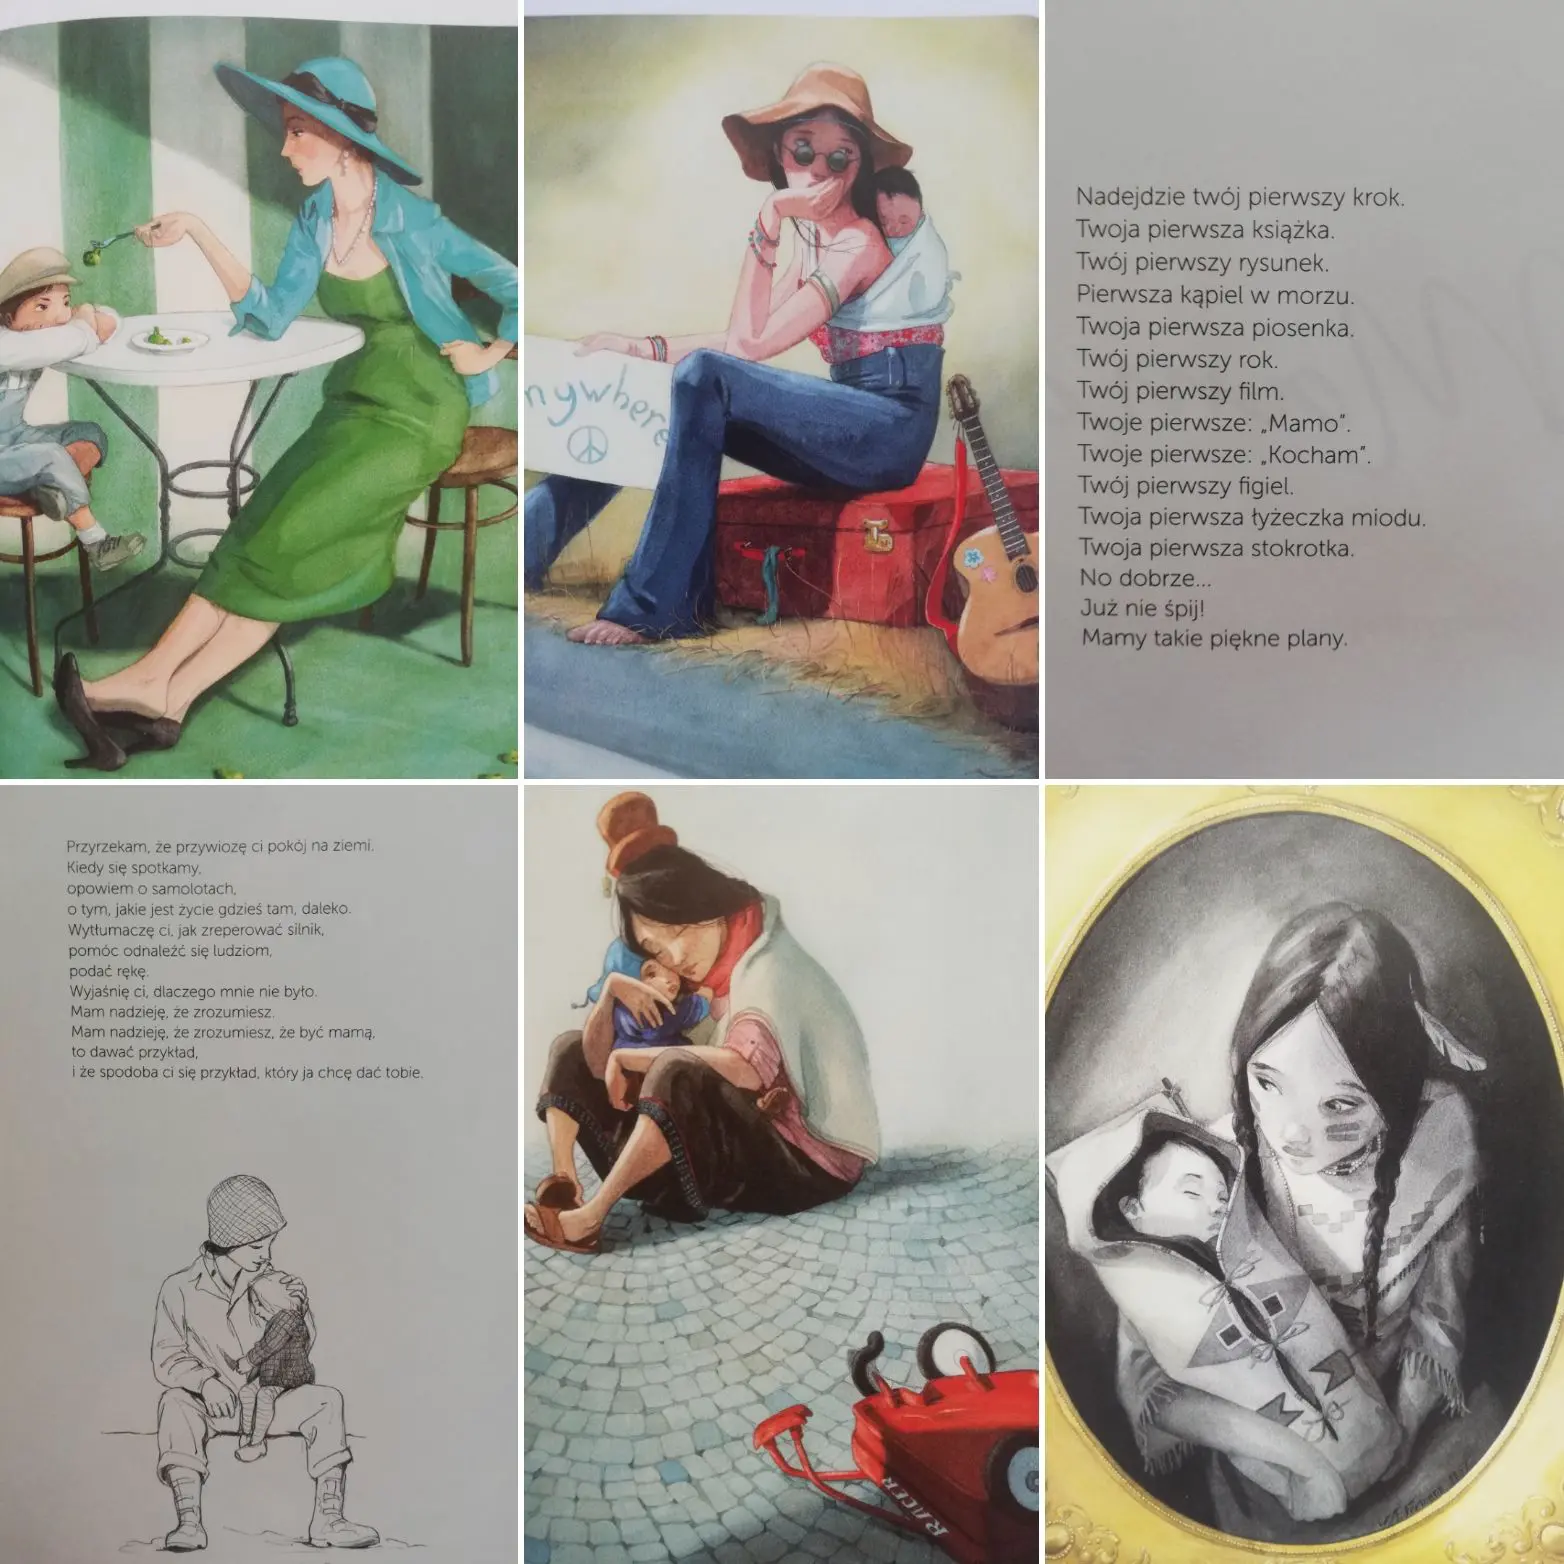 nywhere
Nadejdzie twój pierwszy krok.
Twoja pierwsza książka.
Twój pierwszy rysunek.
Pierwsza kąpiel w morzu.
Twoja pierwsza piosenka.
Twój pierwszy rok.
Twój pierwszy film.
Twoje pierwsze: „Mamo”.
Twoje pierwsze: „Kocham”.
Twój pierwszy figiel.
Twoja pierwsza łyżeczka miodu.
Twoja pierwsza stokrotka.
No dobrze...
Już nie śpij!
Mamy takie piękne plany.
Przyrzekam, że przywiozę ci pokój na ziemi.
Kiedy się spotkamy,
opowiem o samolotach,
o tym, jakie jest życie gdzieś tam, daleko.
Wytłumaczę ci, jak zreperować silnik,
pomóc odnaleźć się ludziom,
podać rękę.
Wyjaśnię ci, dlaczego mnie nie było.
Mam nadzieję, że zrozumiesz.
Mam nadzieję, że zrozumiesz, że być mamą,
to dawać przykład,
i że spodoba ci się przykład, który ja chcę dać tobie.
RACER